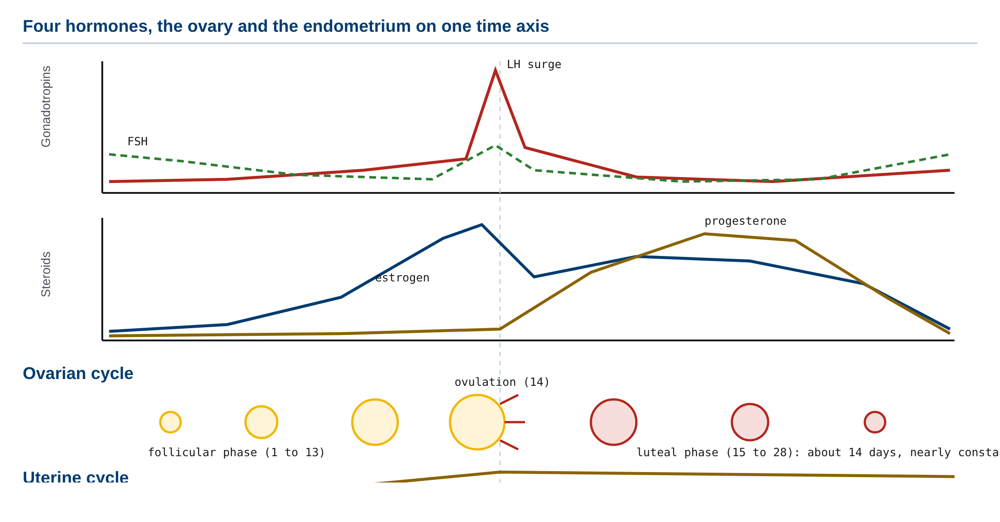 Four hormones, the ovary and the endometrium on one time axis
Gonadotropins
LH surge
FSH
Steroids
progesterone
estrogen
Ovarian cycle
ovulation (14)
follicular phase (1 to 13)
luteal phase (15 to 28): about 14 days, nearly consta
Uterine cycle